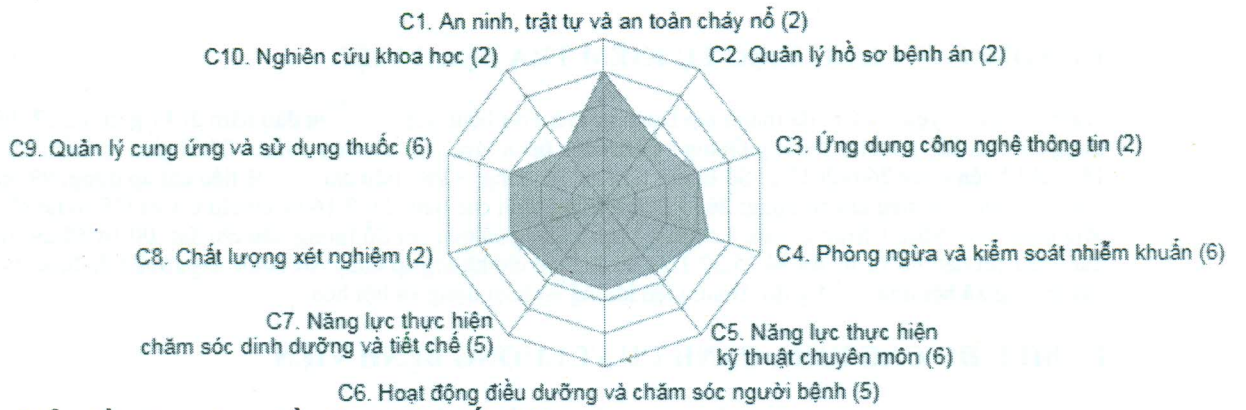 C1. An ninh, trật tự và an toàn cháy nổ (2)
C10. Nghiên cứu khoa học (2)
C2. Quản lý hồ sơ bệnh án (2)
C9. Quản lý cung ứng và sử dụng thuốc (6)
C3. Ứng dụng công nghệ thông tin (2)
C8. Chất lượng xét nghiệm (2)
C4. Phòng ngừa và kiểm soát nhiễm khuẩn (6)
C7. Năng lực thực hiện
chăm sóc dinh dưỡng và tiết chế (5)
C5. Năng lực thực hiện
kỹ thuật chuyên môn (6)
C6. Hoạt động điều dưỡng và chăm sóc người bệnh (5)